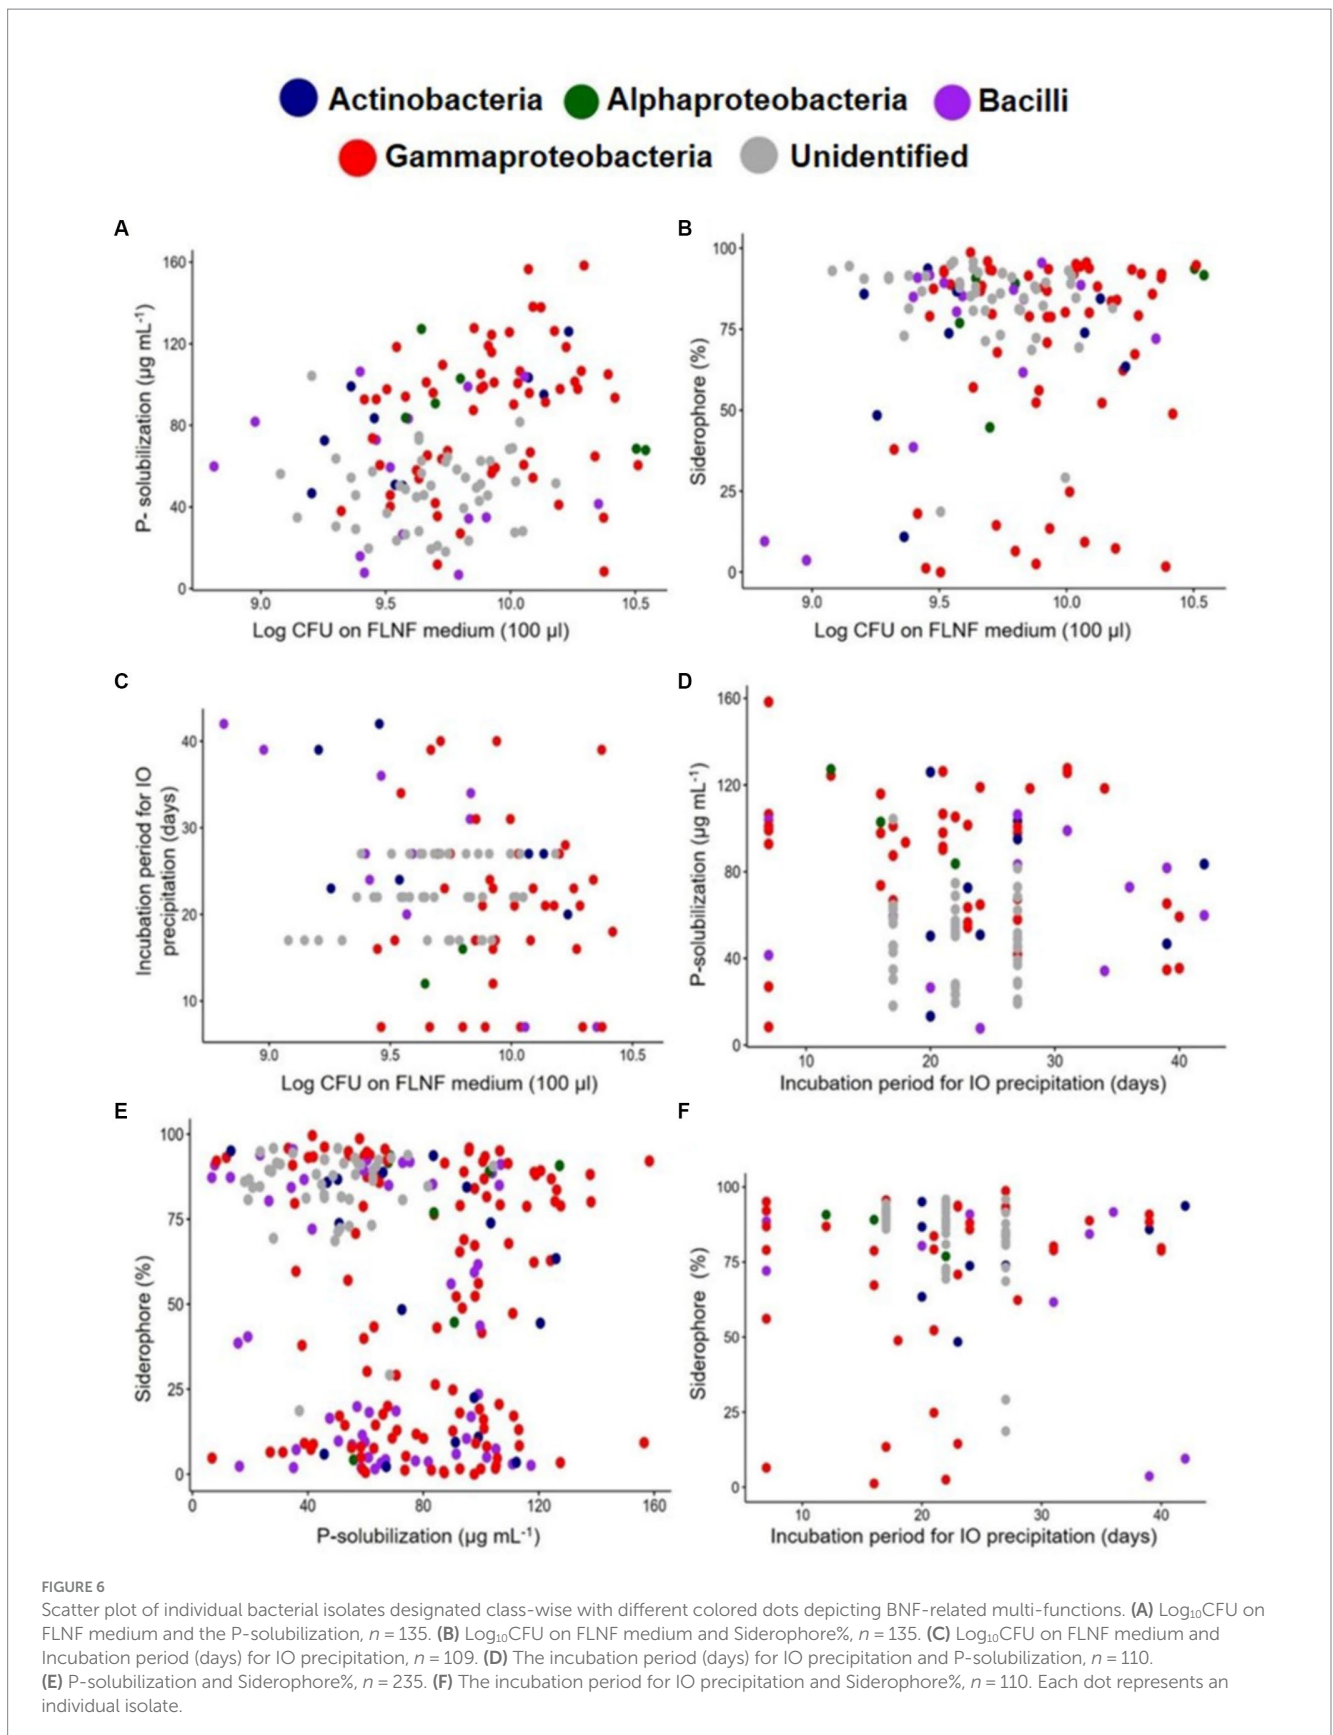 Actinobacteria Alphaproteobacteria Bacilli
Gammaproteobacteria Unidentified
A
P- solubilization (µg mL⁻¹)
160
120
80
40
0
9.0 9.5 10.0 10.5
Log CFU on FLNF medium (100 µl)
B
Siderophore (%)
100
75
50
25
0
9.0 9.5 10.0 10.5
Log CFU on FLNF medium (100 µl)
C
Incubation period for IO
precipitation (days)
40
30
20
10
9.0 9.5 10.0 10.5
Log CFU on FLNF medium (100 µl)
D
P-solubilization (µg mL⁻¹)
160
120
80
40
0
10 20 30 40
Incubation period for IO precipitation (days)
E
Siderophore (%)
100
75
50
25
0
0 40 80 120 160
P-solubilization (µg mL⁻¹)
F
Siderophore (%)
100
75
50
25
0
10 20 30 40
Incubation period for IO precipitation (days)
FIGURE 6
Scatter plot of individual bacterial isolates designated class-wise with different colored dots depicting BNF-related multi-functions. (A) Log₁₀CFU on
FLNF medium and the P-solubilization, n = 135. (B) Log₁₀CFU on FLNF medium and Siderophore%, n = 135. (C) Log₁₀CFU on FLNF medium and
Incubation period (days) for IO precipitation, n = 109. (D) The incubation period (days) for IO precipitation and P-solubilization, n = 110.
(E) P-solubilization and Siderophore%, n = 235. (F) The incubation period for IO precipitation and Siderophore%, n = 110. Each dot represents an
individual isolate.